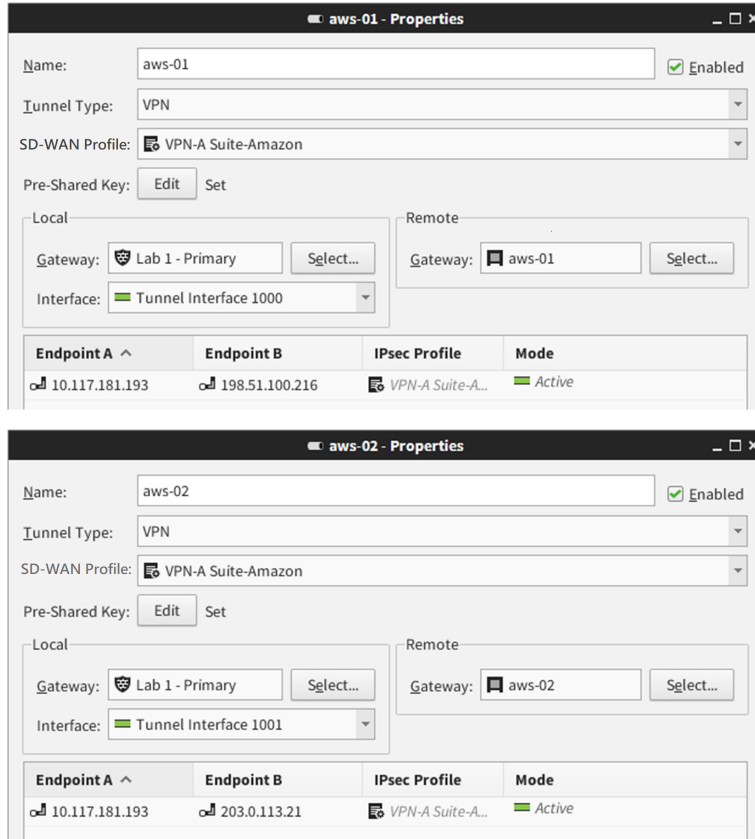 aws-01 - Properties
Name: aws-01 Enabled
Tunnel Type: VPN
SD-WAN Profile: VPN-A Suite-Amazon
Pre-Shared Key: Edit Set
Local Remote
Gateway: Lab 1 - Primary Select... Gateway: aws-01 Select...
Interface: Tunnel Interface 1000
Endpoint A Endpoint B IPsec Profile Mode
10.117.181.193 198.51.100.216 VPN-A Suite-A... Active
aws-02 - Properties
Name: aws-02 Enabled
Tunnel Type: VPN
SD-WAN Profile: VPN-A Suite-Amazon
Pre-Shared Key: Edit Set
Local Remote
Gateway: Lab 1 - Primary Select... Gateway: aws-02 Select...
Interface: Tunnel Interface 1001
Endpoint A Endpoint B IPsec Profile Mode
10.117.181.193 203.0.113.21 VPN-A Suite-A... Active